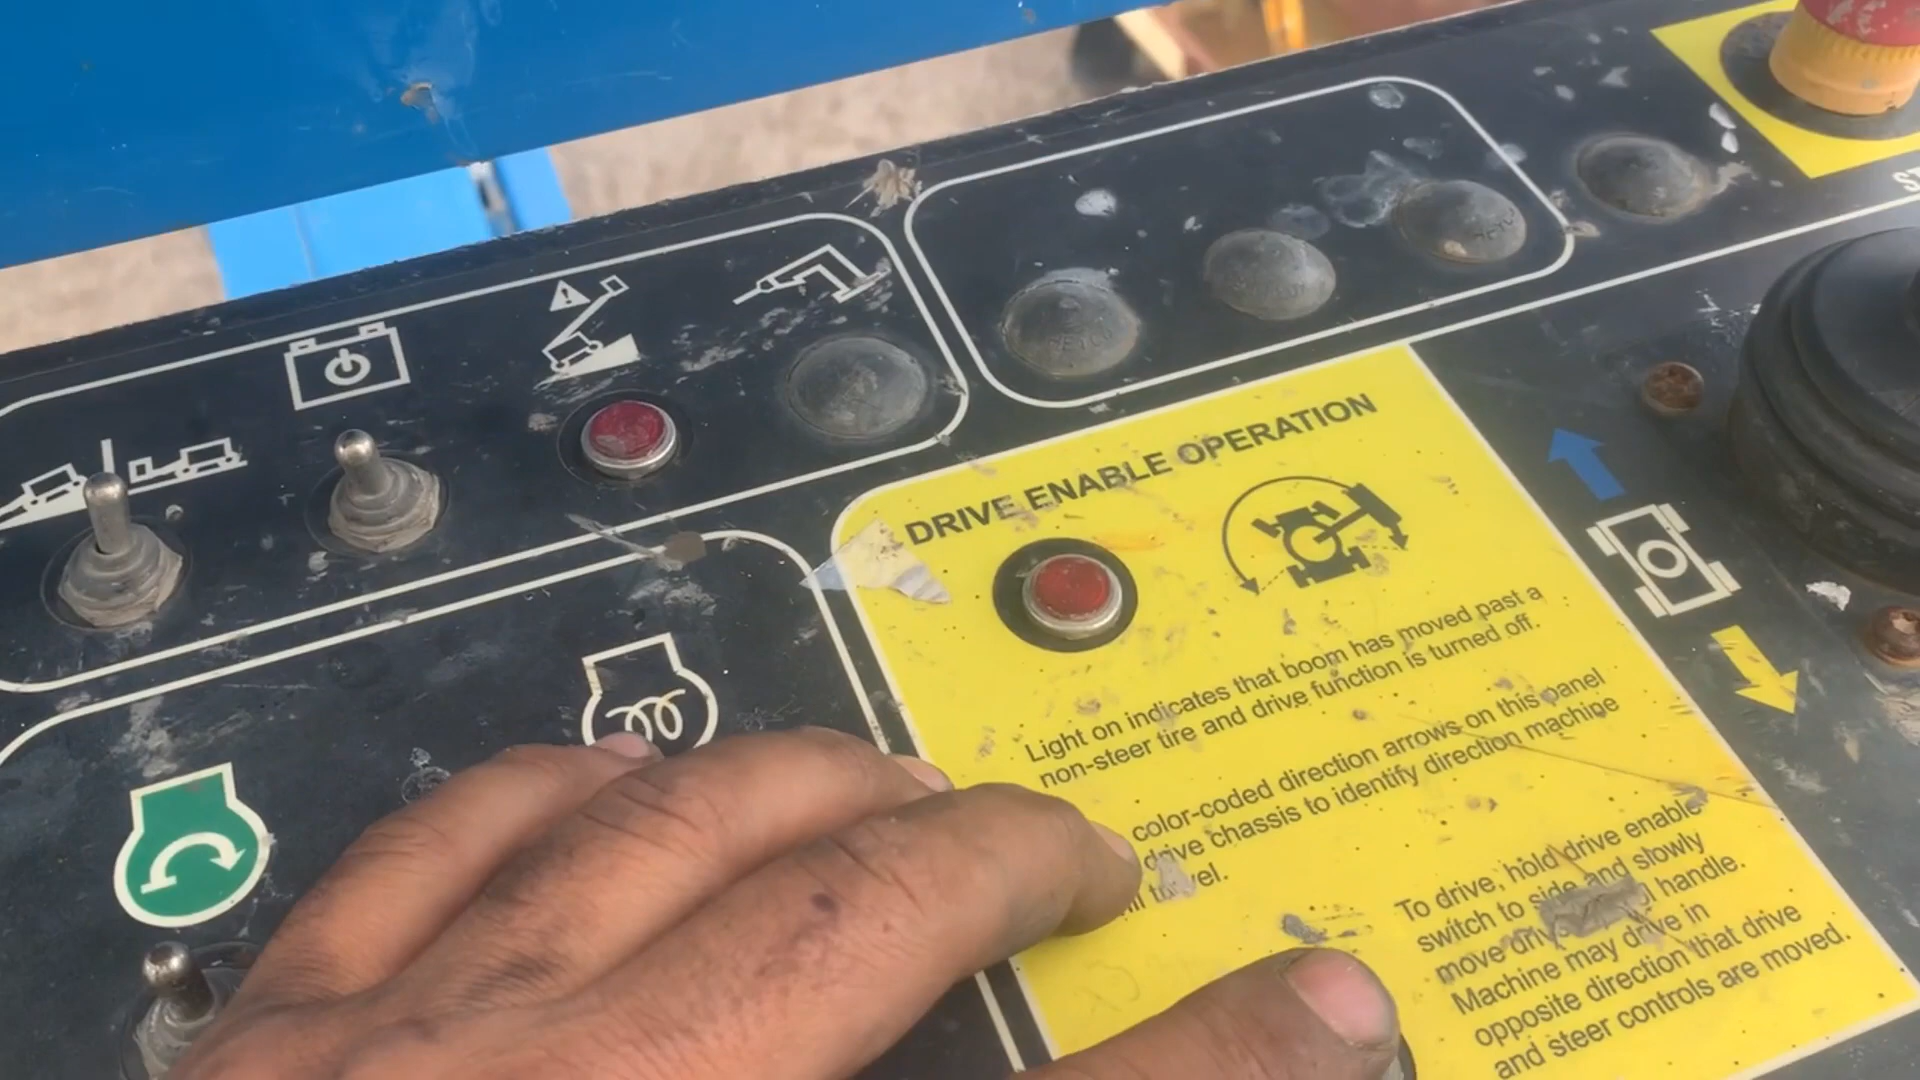 DRIVE ENABLE OPERATION
Light on indicates that boom has moved past a
non-steer tire and drive function is turned off.
color-coded direction arrows on this panel
drive chassis to identify direction machine
To drive, hold drive enable
switch to side and slowly
move handle.
Machine may drive in
opposite direction that drive
and steer controls are moved.